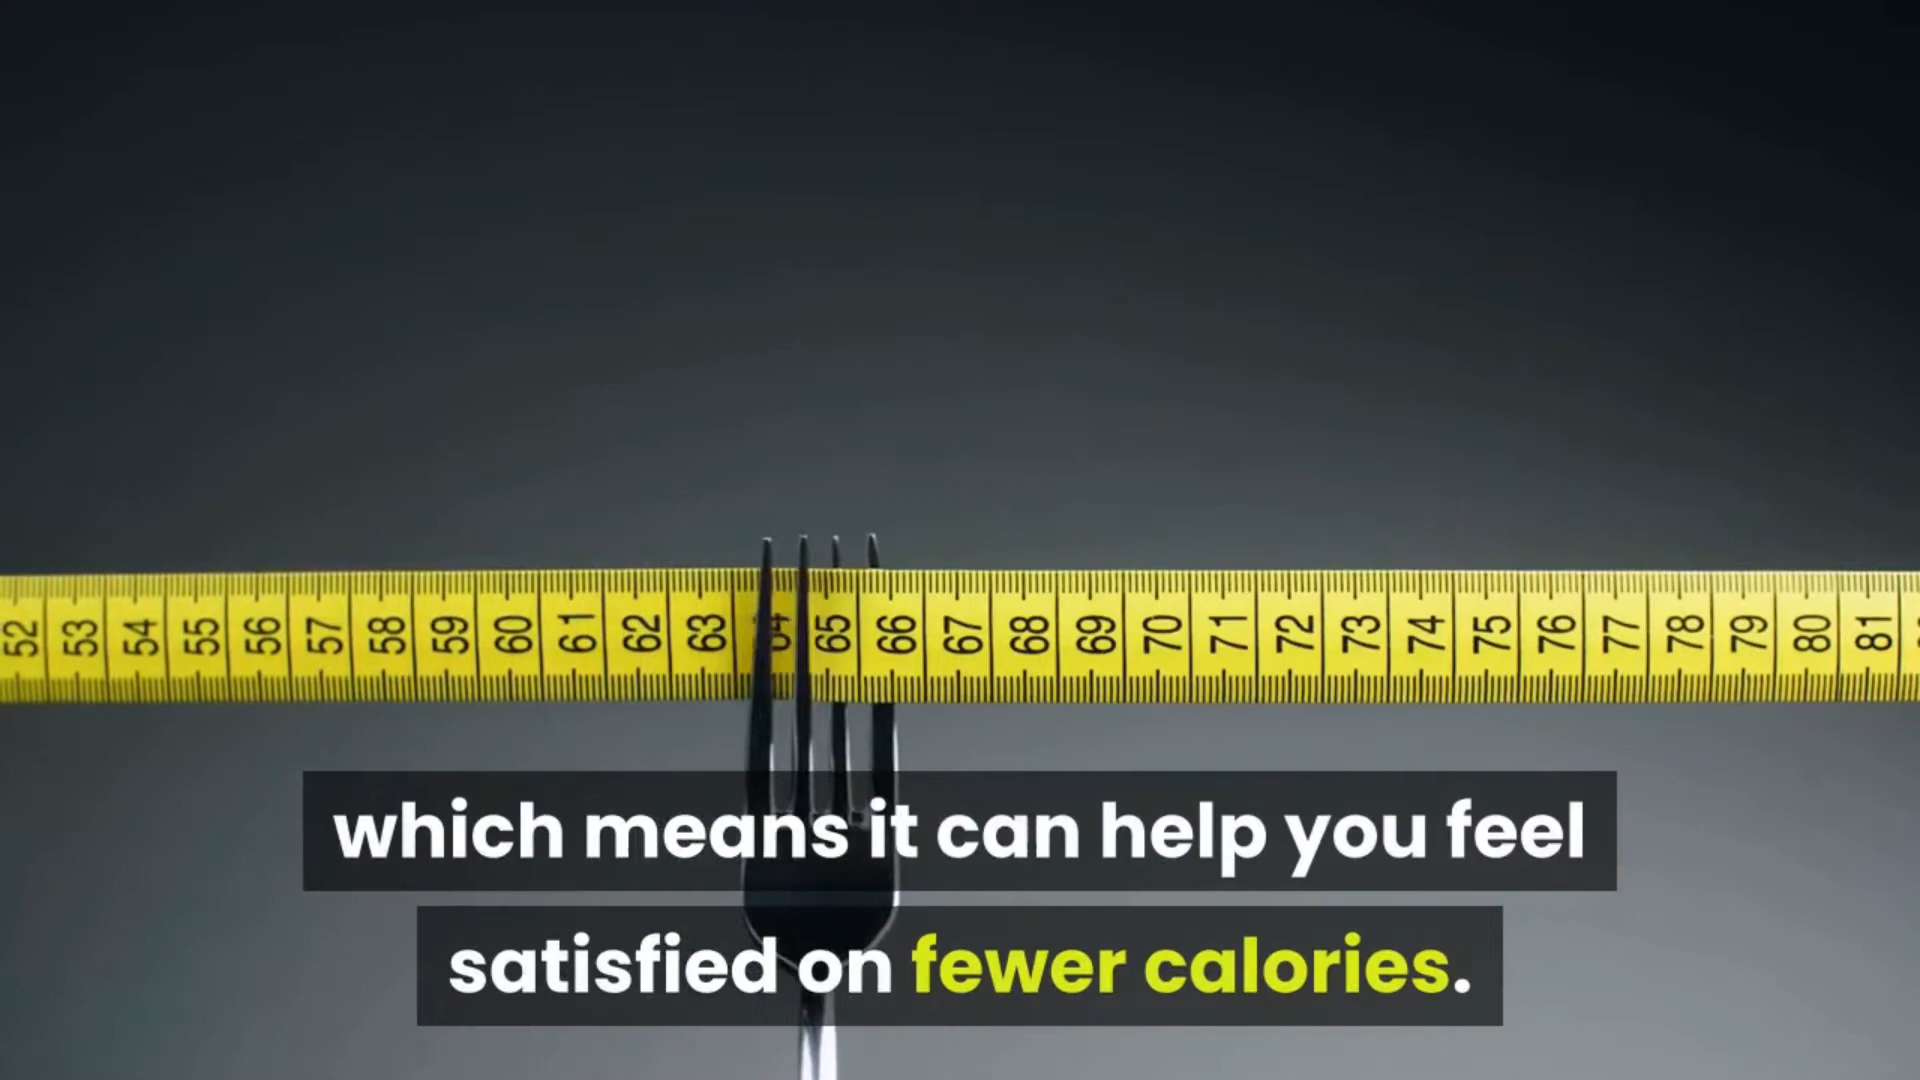 52 53 54 55 56 57 58 59 60 61 62 63 64 65 66 67 68 69 70 71 72 73 74 75 76 77 78 79 80 81
which means it can help you feel
satisfied on fewer calories.